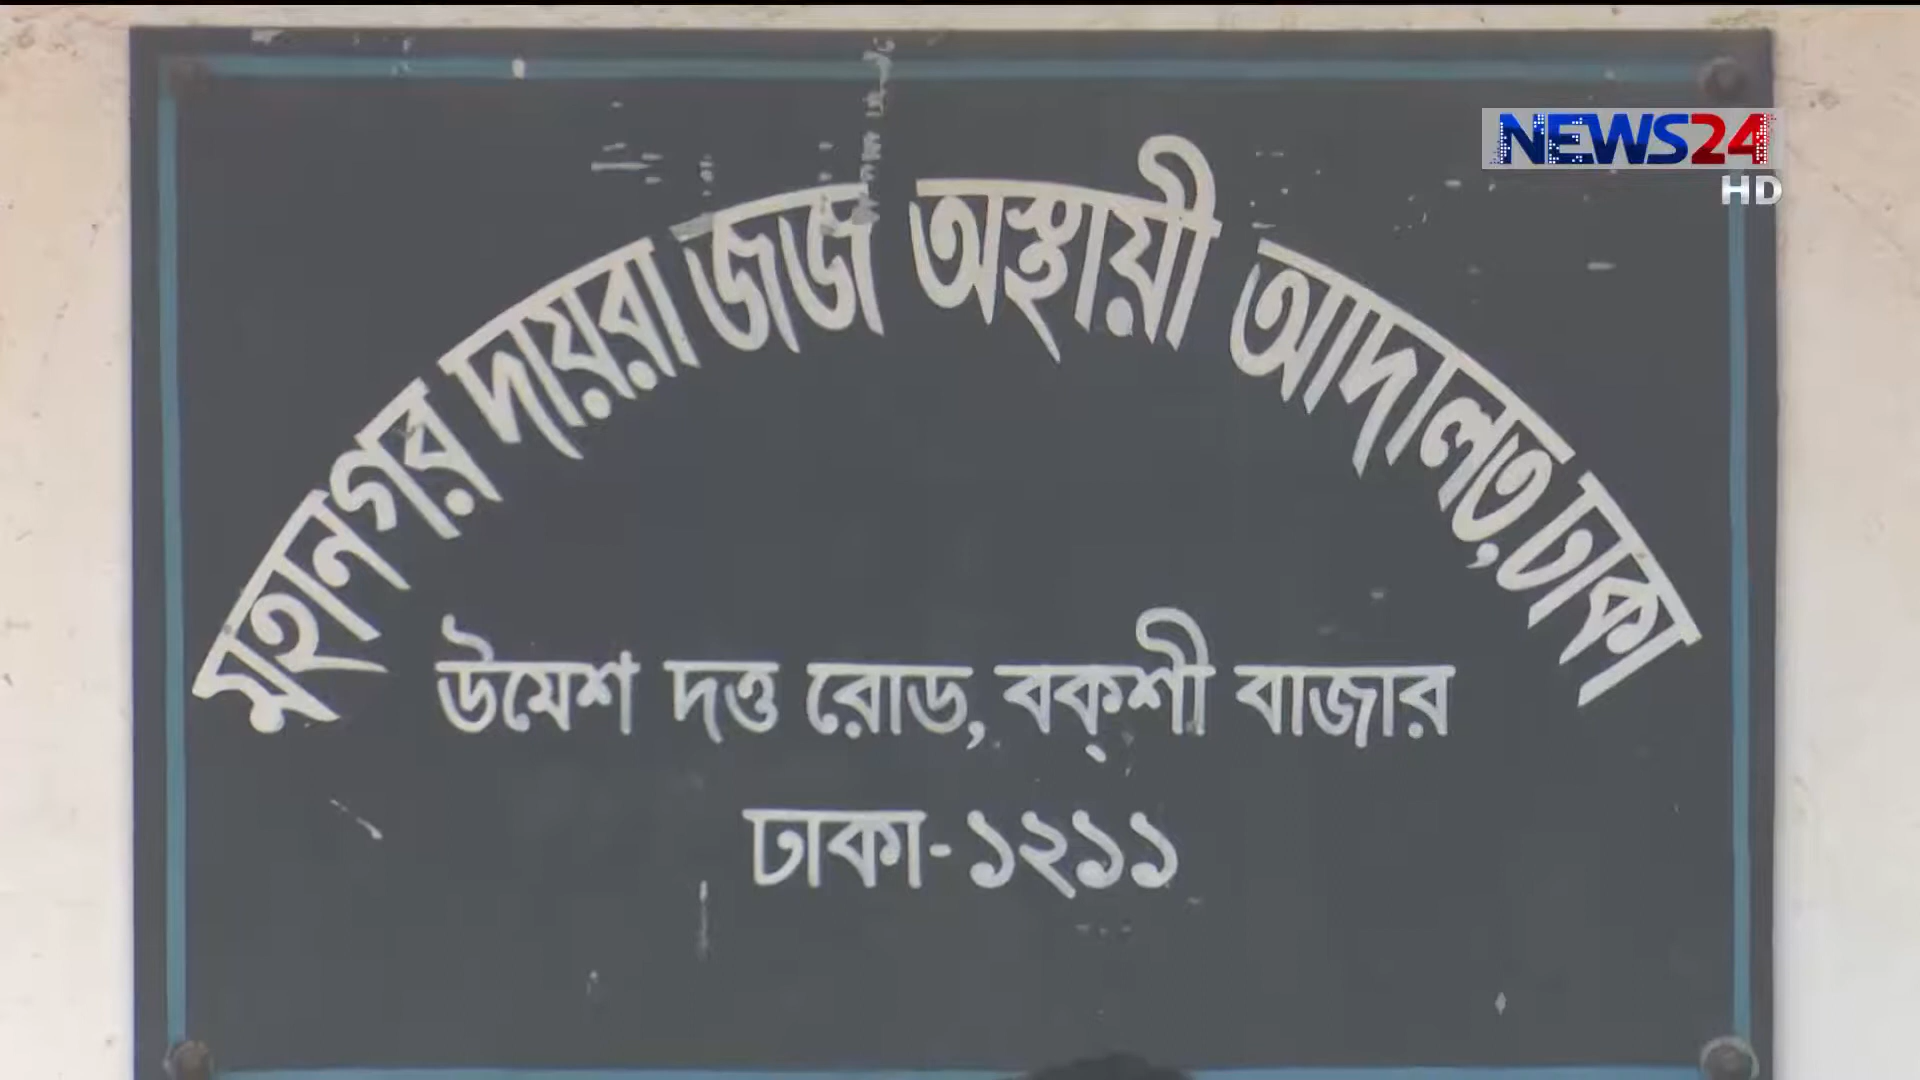 NEWS24
HD
মহানগর দায়রা জজ অস্থায়ী আদালত, ঢাকা
উমেশ দত্ত রোড, বক্‌শী বাজার
ঢাকা-১২১১